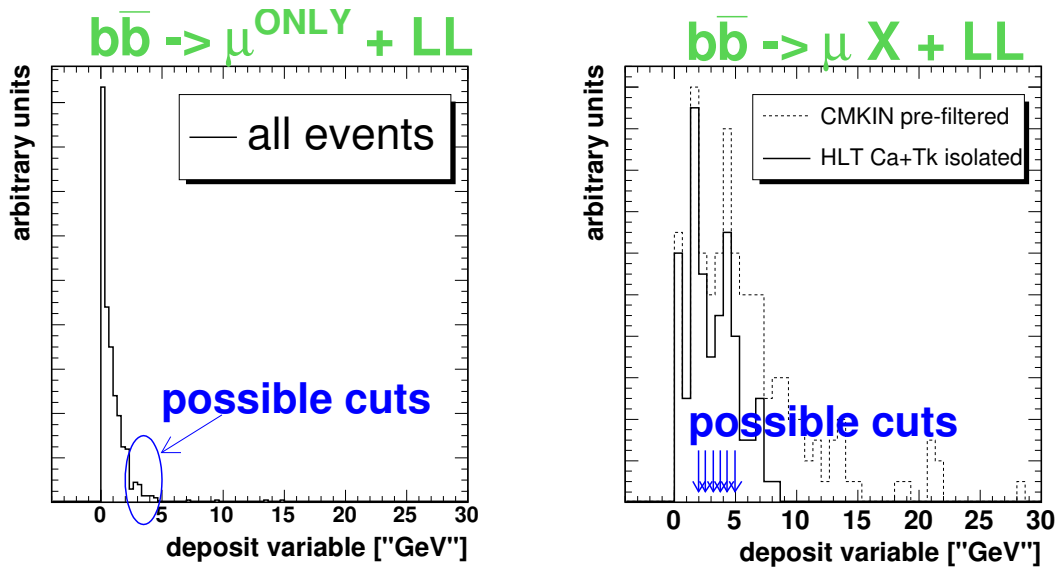 bb̅ -> μ^ONLY + LL
arbitrary units
all events
possible cuts
0 5 10 15 20 25 30
deposit variable ["GeV"]
bb̅ -> μ X + LL
arbitrary units
CMKIN pre-filtered
HLT Ca+Tk isolated
possible cuts
0 5 10 15 20 25 30
deposit variable ["GeV"]